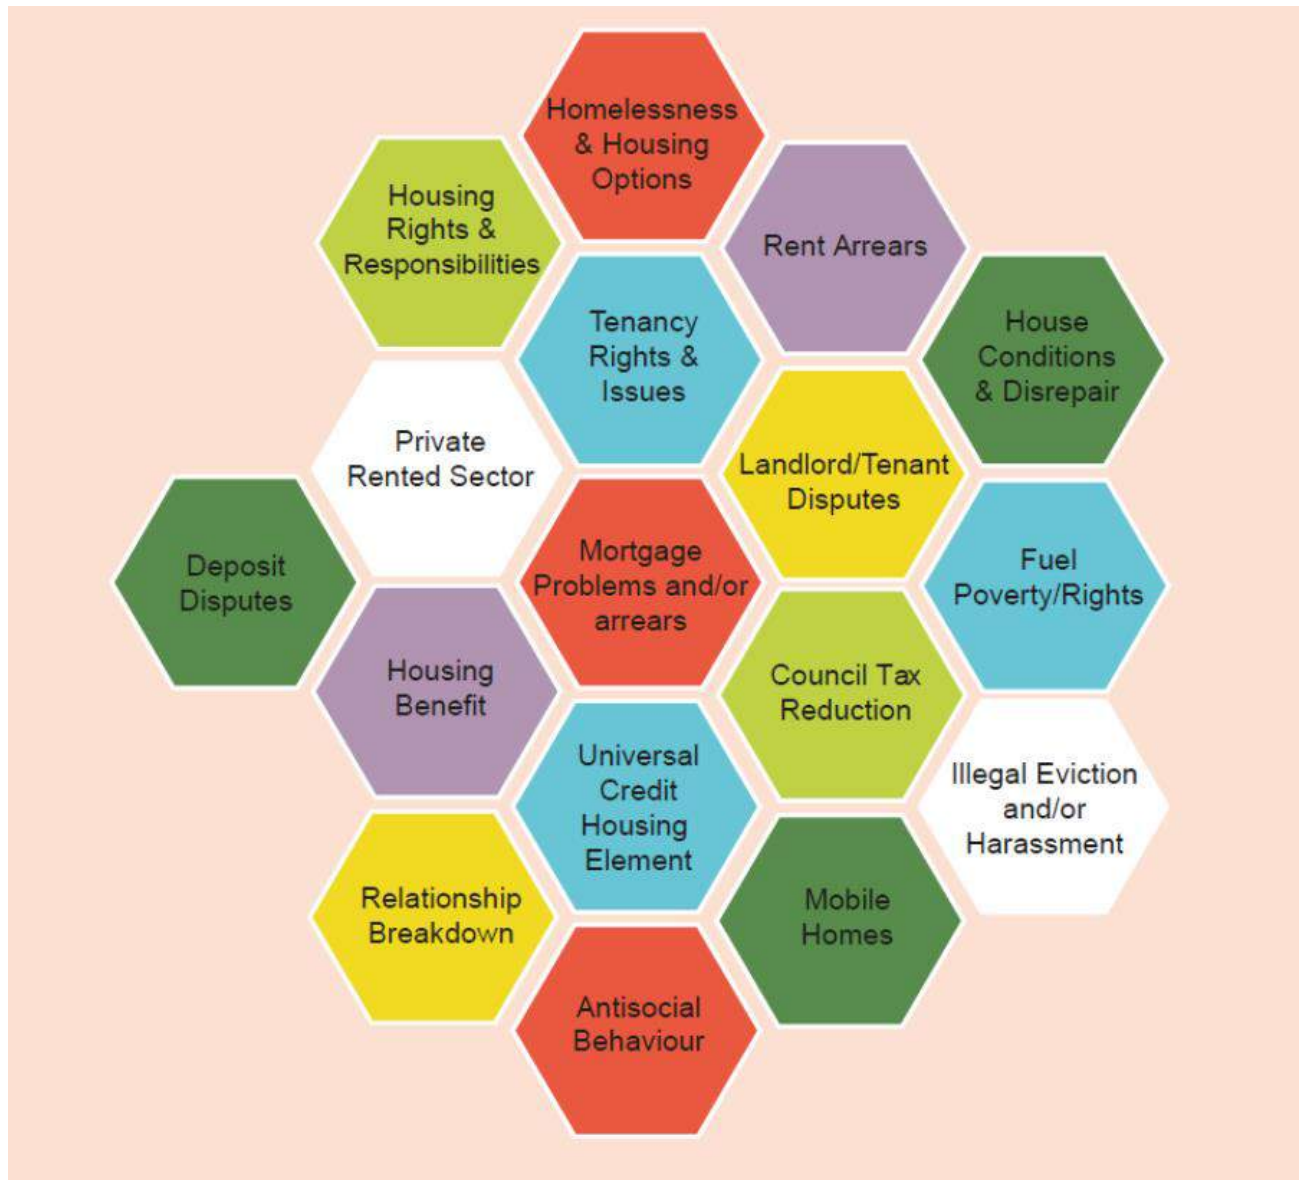 Homelessness
& Housing
Options
Housing
Rights &
Responsibilities
Rent Arrears
Tenancy
Rights &
Issues
House
Conditions
& Disrepair
Private
Rented Sector
Landlord/Tenant
Disputes
Deposit
Disputes
Mortgage
Problems and/or
arrears
Fuel
Poverty/Rights
Housing
Benefit
Council Tax
Reduction
Universal
Credit
Housing
Element
Illegal Eviction
and/or
Harassment
Relationship
Breakdown
Mobile
Homes
Antisocial
Behaviour